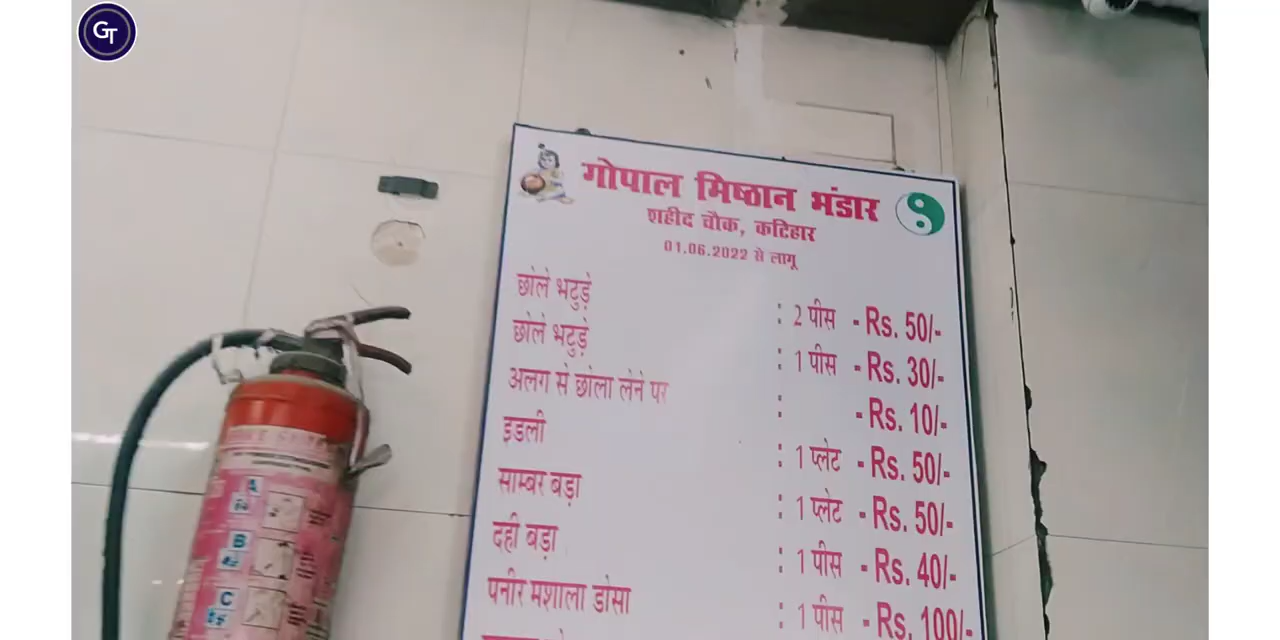 GT
गोपाल मिष्ठान भंडार
शहीद चौक, कटिहार
01.06.2022 से लागू
छोले भटुड़े : 2 पीस - Rs. 50/-
छोले भटुड़े : 1 पीस - Rs. 30/-
अलग से छोला लेने पर : - Rs. 10/-
इडली : 1 प्लेट - Rs. 50/-
साम्बर बड़ा : 1 प्लेट - Rs. 50/-
दही बड़ा : 1 पीस - Rs. 40/-
पनीर मशाला डोसा : 1 पीस - Rs. 100/-
A
B
C